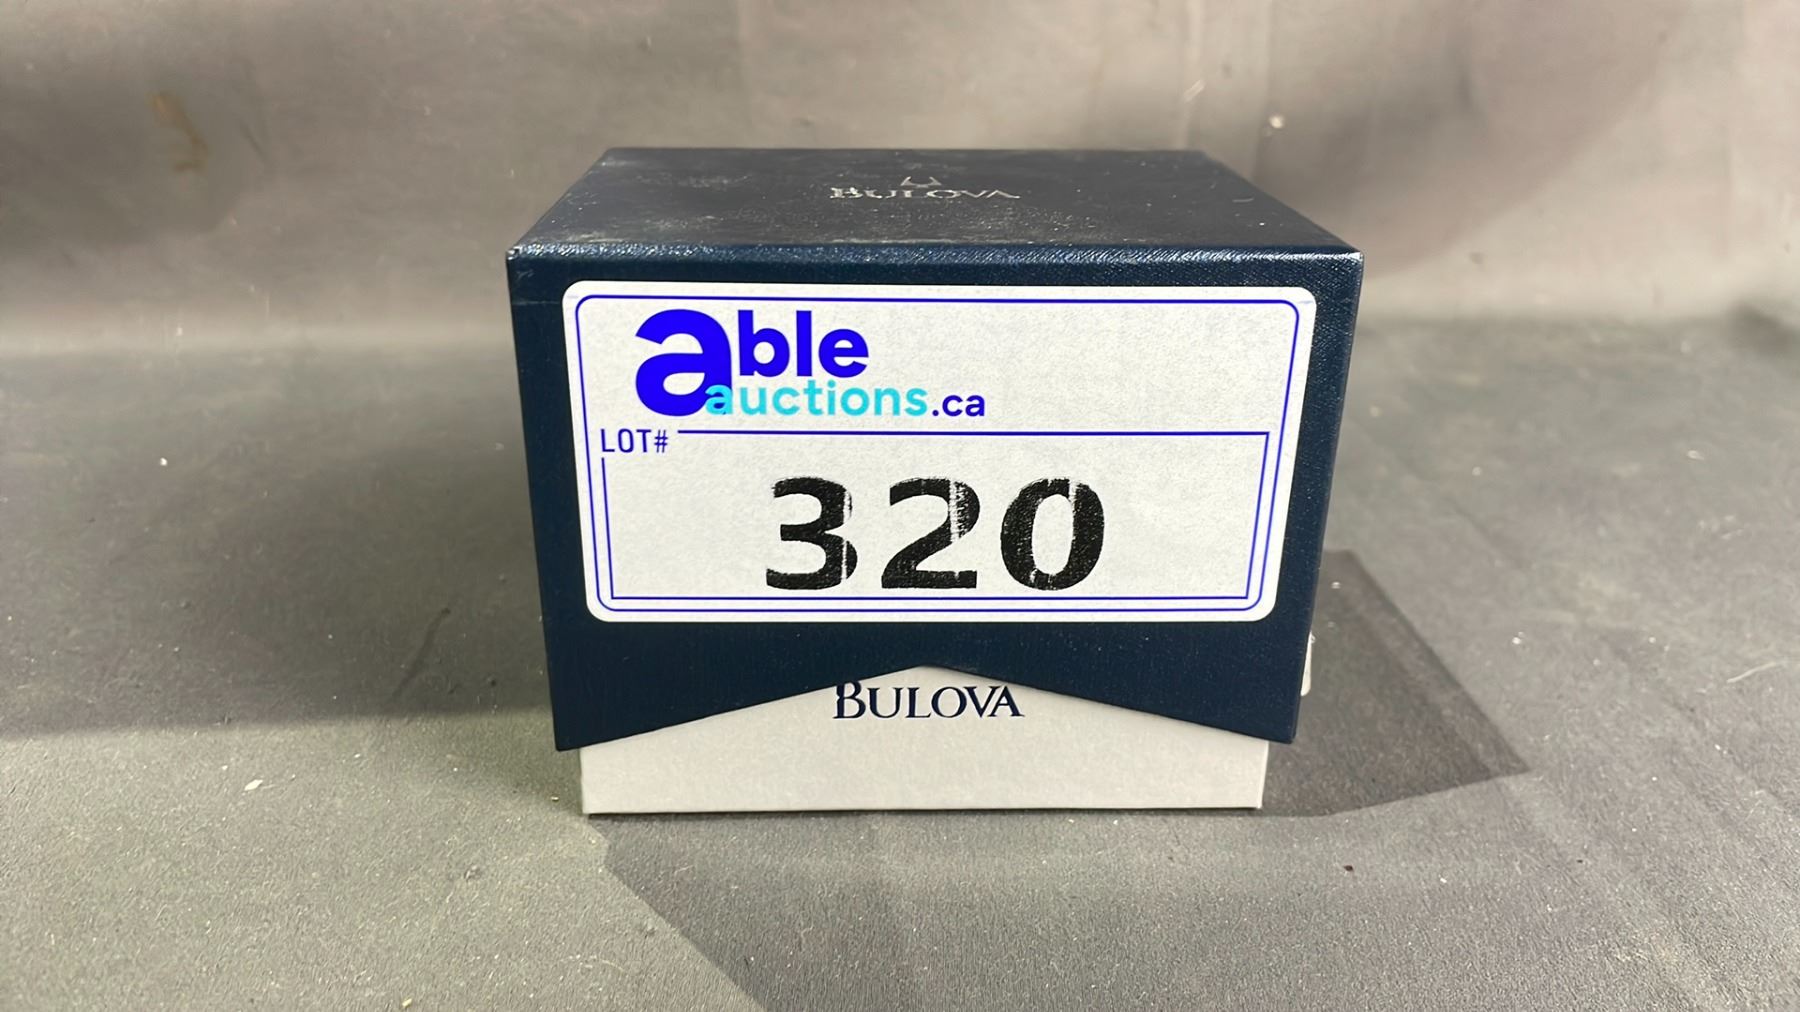 BULOVA
able
auctions.ca
LOT#
320
BULOVA